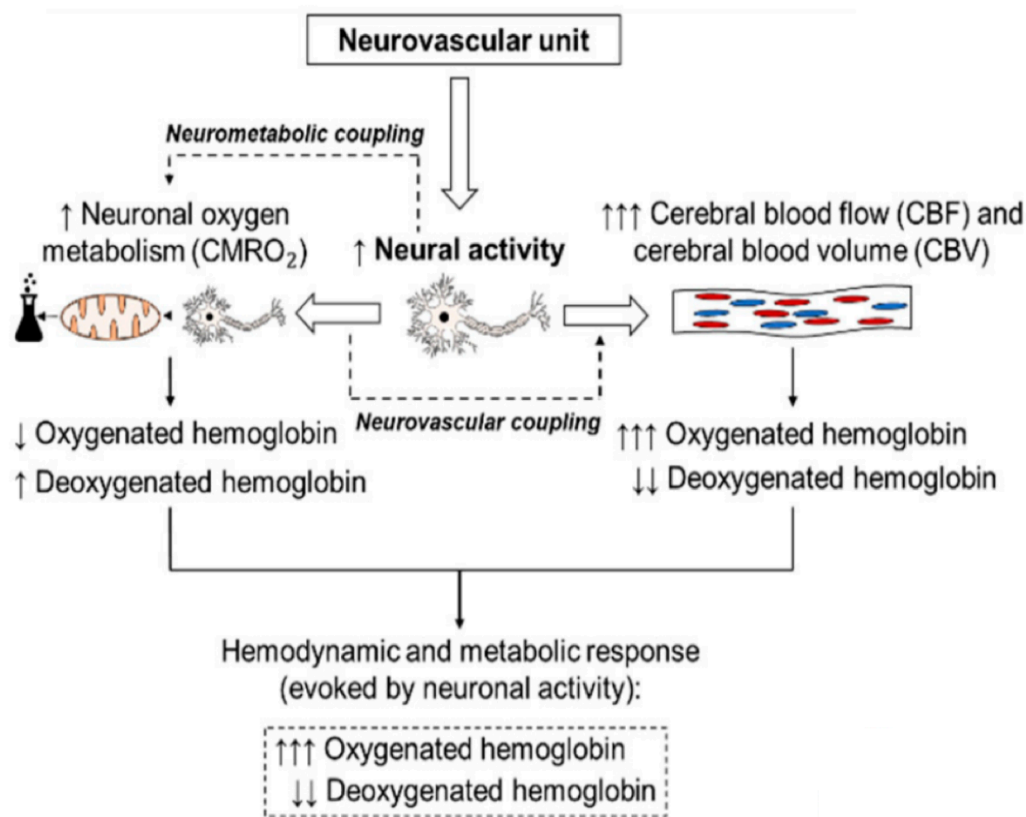 Neurovascular unit
Neurometabolic coupling
↑ Neuronal oxygen
metabolism (CMRO₂)
↑ Neural activity
↑↑↑ Cerebral blood flow (CBF) and
cerebral blood volume (CBV)
Neurovascular coupling
↓ Oxygenated hemoglobin
↑ Deoxygenated hemoglobin
↑↑↑ Oxygenated hemoglobin
↓↓ Deoxygenated hemoglobin
Hemodynamic and metabolic response
(evoked by neuronal activity):
↑↑↑ Oxygenated hemoglobin
↓↓ Deoxygenated hemoglobin